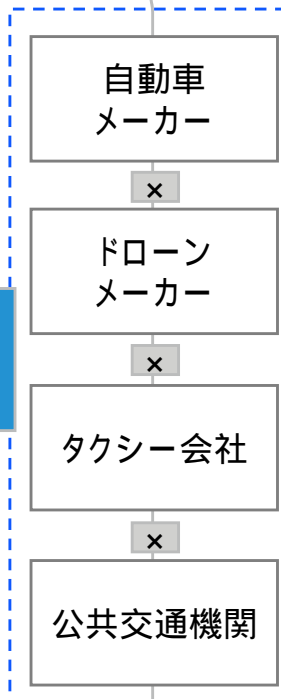 自動車
メーカー
×
ドローン
メーカー
×
タクシー会社
×
公共交通機関